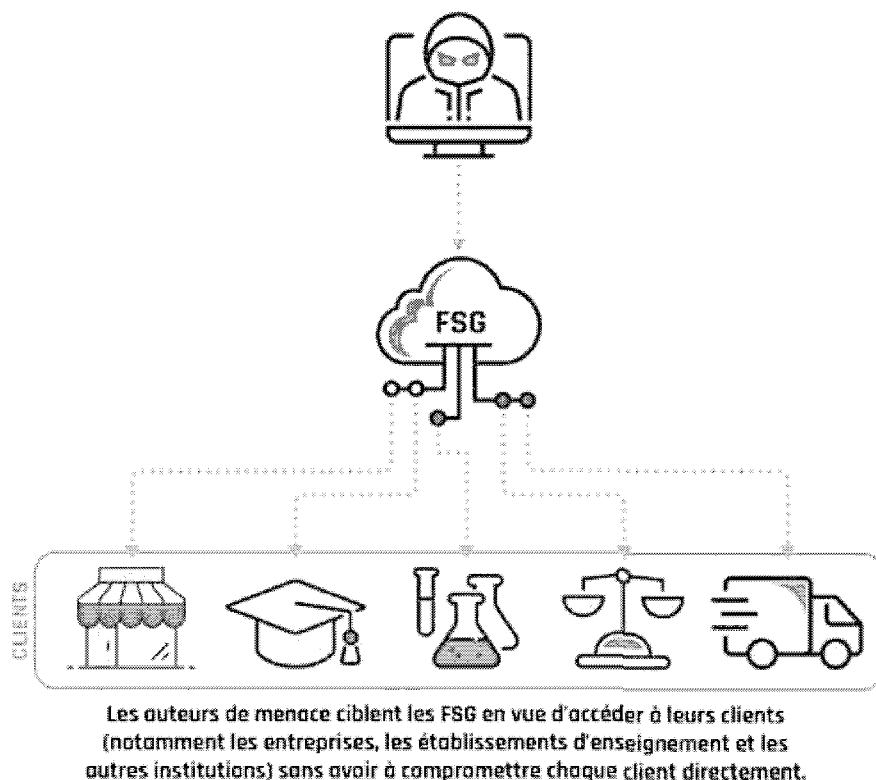 FSG
CLIENTS
Les auteurs de menace ciblent les FSG en vue d'accéder à leurs clients
(notamment les entreprises, les établissements d'enseignement et les
autres institutions) sans avoir à compromettre chaque client directement.